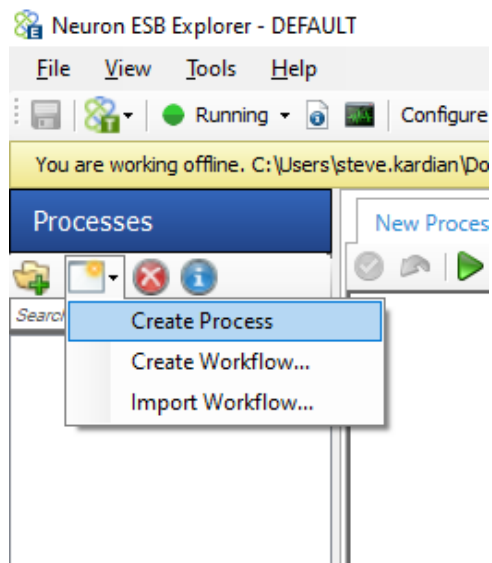 Neuron ESB Explorer - DEFAULT
File View Tools Help
Running Configure
You are working offline. C:\Users\steve.kardian\Do
Processes
New Proces
Search
Create Process
Create Workflow...
Import Workflow...